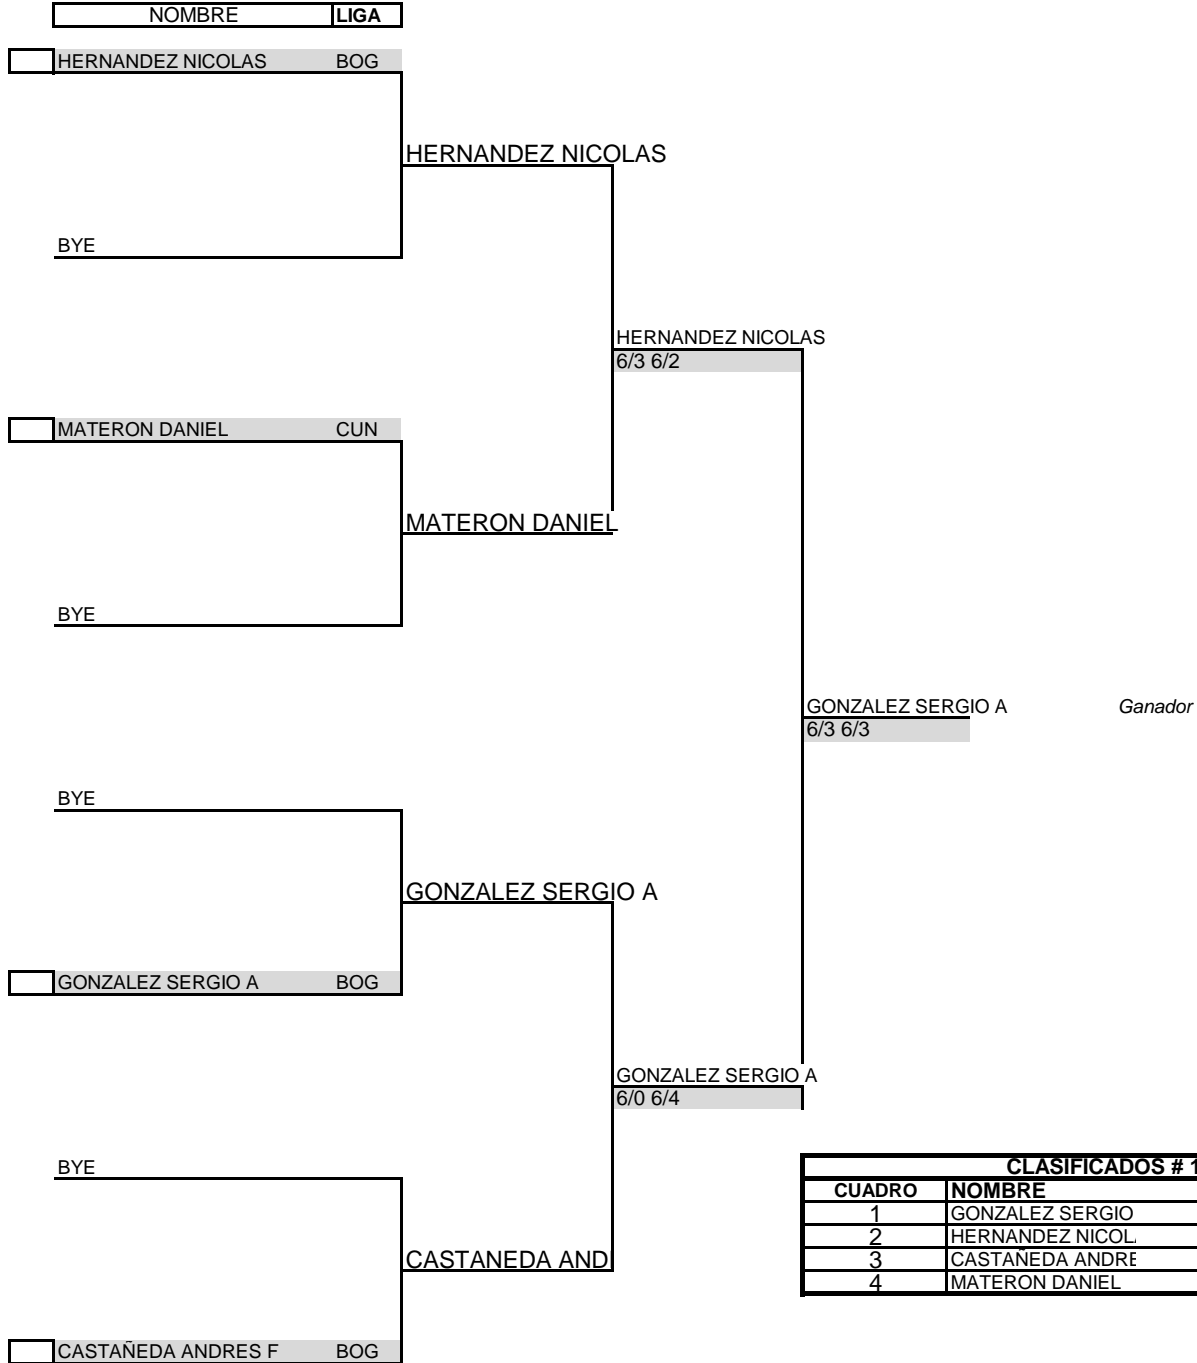 NOMBRE LIGA
HERNANDEZ NICOLAS BOG
HERNANDEZ NICOLAS
BYE
HERNANDEZ NICOLAS
6/3 6/2
MATERON DANIEL CUN
MATERON DANIEL
BYE
GONZALEZ SERGIO A Ganador
6/3 6/3
BYE
GONZALEZ SERGIO A
GONZALEZ SERGIO A BOG
GONZALEZ SERGIO A
6/0 6/4
BYE
CLASIFICADOS # 1
CUADRO NOMBRE
1 GONZALEZ SERGIO
2 HERNANDEZ NICOL
3 CASTAÑEDA ANDRE
4 MATERON DANIEL
CASTANEDA AND
CASTAÑEDA ANDRES F BOG